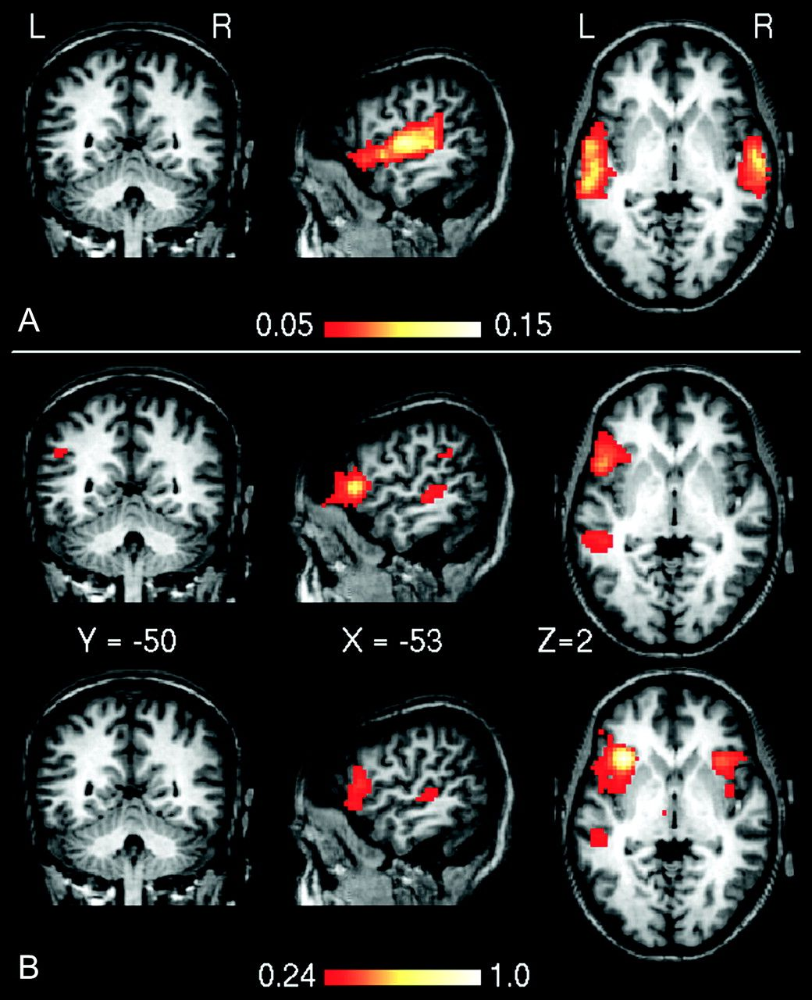 L R L R
A 0.05 0.15
Y = -50 X = -53 Z=2
B 0.24 1.0